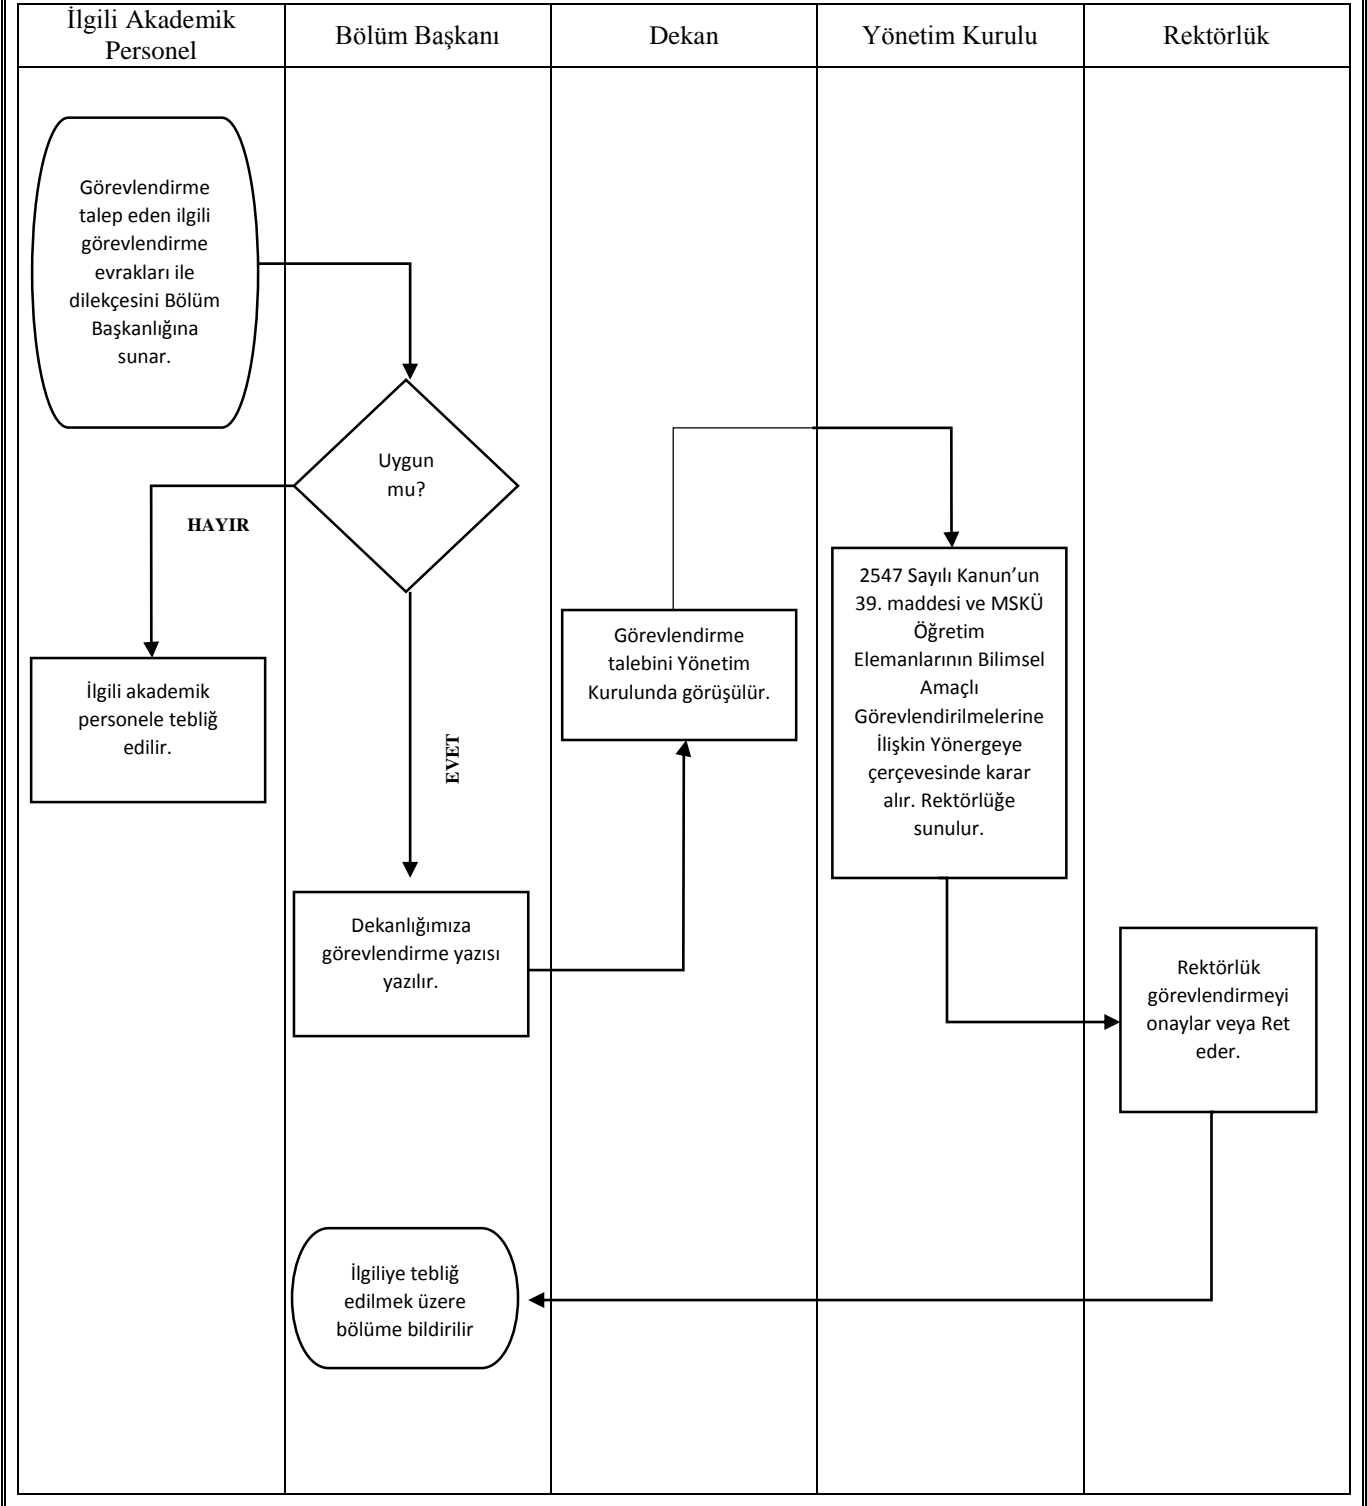 İlgili Akademik
Personel
Bölüm Başkanı
Dekan
Yönetim Kurulu
Rektörlük
Görevlendirme
talep eden ilgili
görevlendirme
evrakları ile
dilekçesini Bölüm
Başkanlığına
sunar.
Uygun
mu?
HAYIR
İlgili akademik
personele tebliğ
edilir.
EVET
Dekanlığımıza
görevlendirme yazısı
yazılır.
Görevlendirme
talebini Yönetim
Kurulunda görüşülür.
2547 Sayılı Kanun’un
39. maddesi ve MSKÜ
Öğretim
Elemanlarının Bilimsel
Amaçlı
Görevlendirilmelerine
İlişkin Yönergeye
çerçevesinde karar
alır. Rektörlüğe
sunulur.
Rektörlük
görevlendirmeyi
onaylar veya Ret
eder.
İlgiliye tebliğ
edilmek üzere
bölüme bildirilir